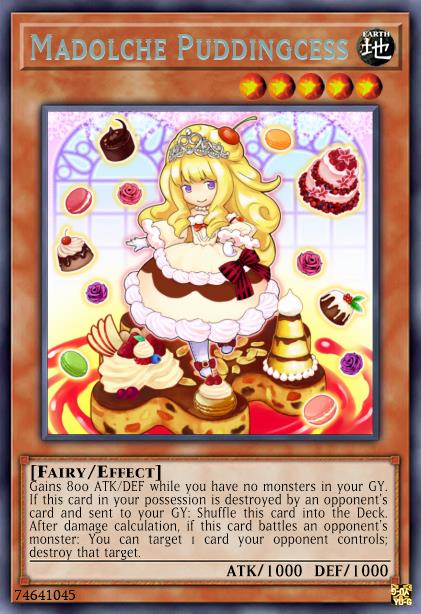 Madolche Puddingcess
EARTH
地
[Fairy/Effect]
Gains 800 ATK/DEF while you have no monsters in your GY.
If this card in your possession is destroyed by an opponent's
card and sent to your GY: Shuffle this card into the Deck.
After damage calculation, if this card battles an opponent's
monster: You can target 1 card your opponent controls;
destroy that target.
ATK/1000 DEF/1000
74641045